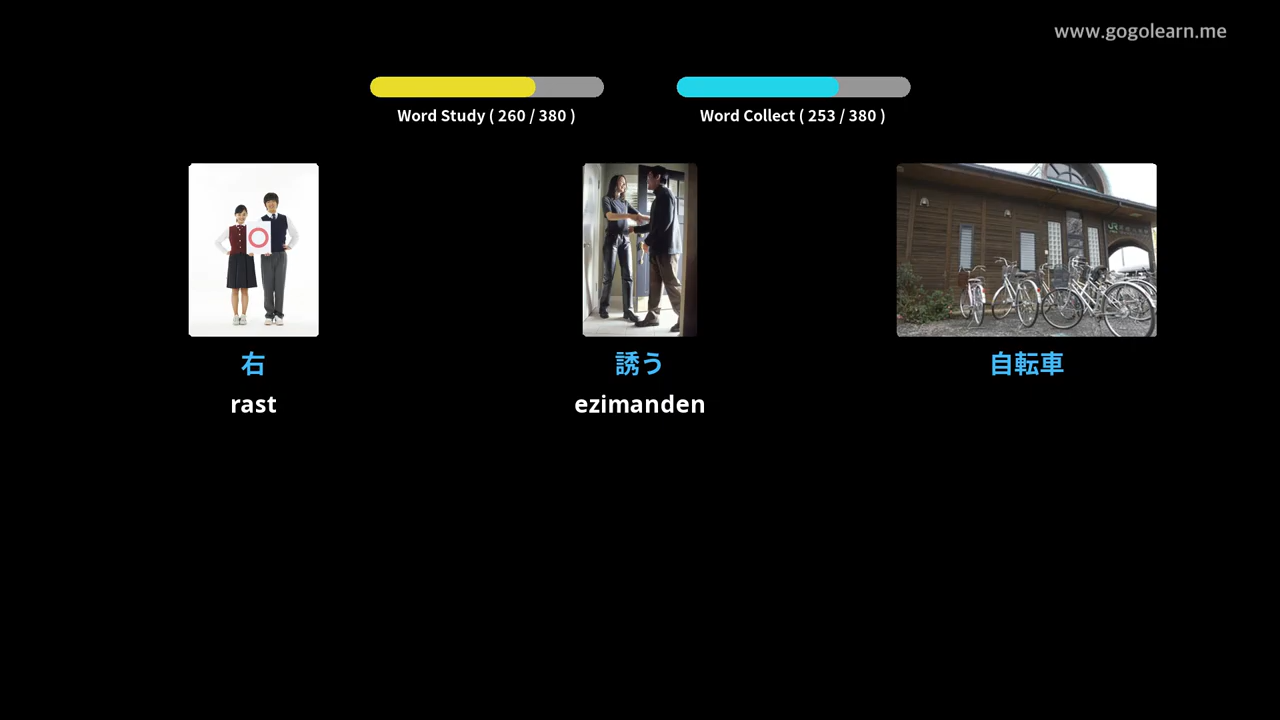 www.gogolearn.me
Word Study ( 260 / 380 )
Word Collect ( 253 / 380 )
右
誘う
自転車
rast
ezimanden